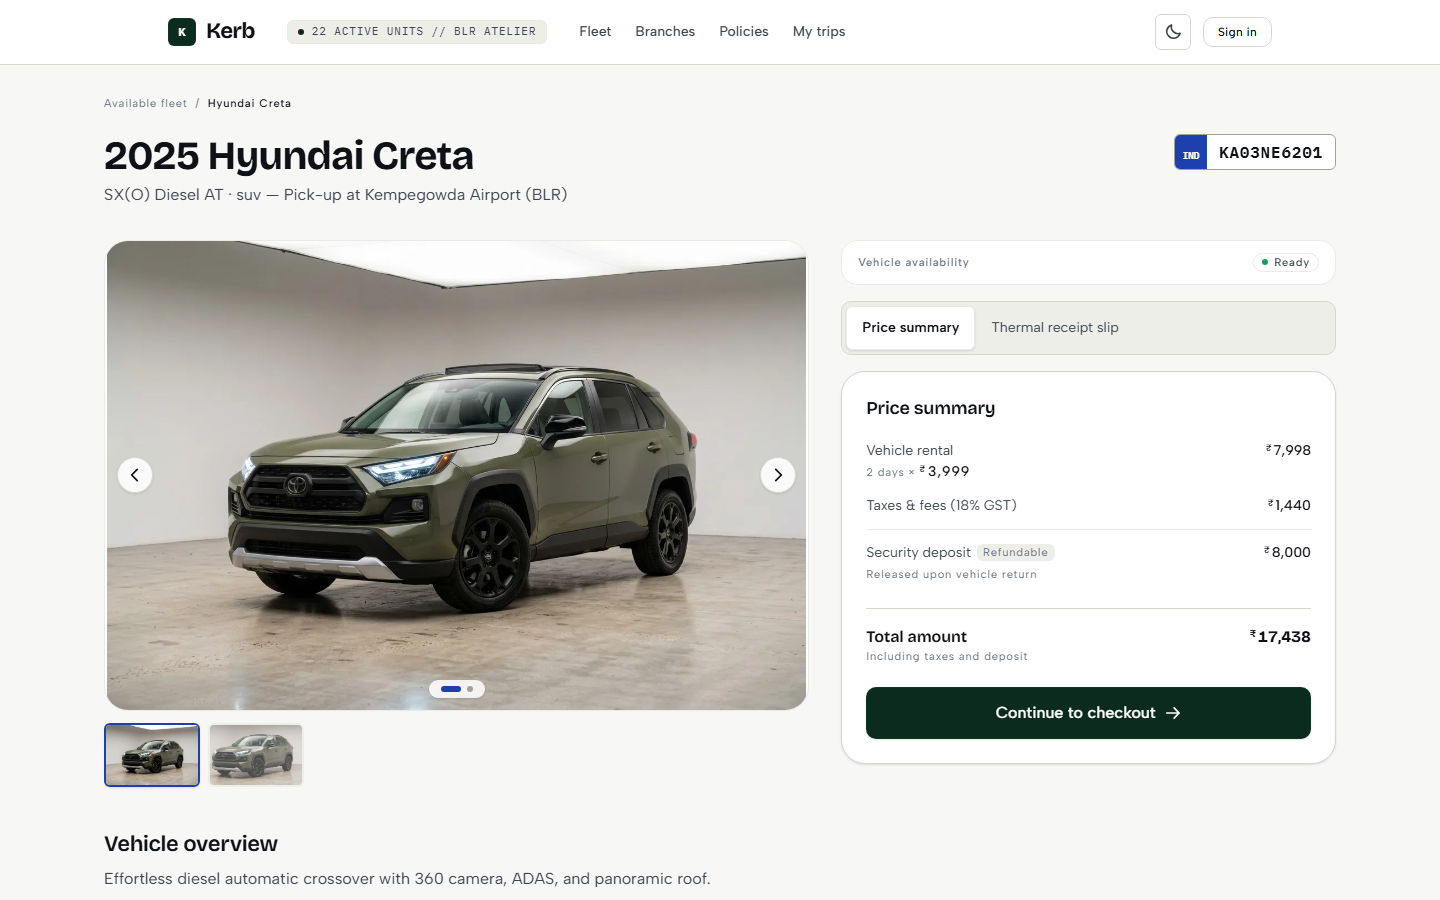 K Kerb
22 ACTIVE UNITS // BLR ATELIER
Fleet
Branches
Policies
My trips
Sign in
Available fleet / Hyundai Creta
2025 Hyundai Creta
IND KA03NE6201
SX(O) Diesel AT · suv — Pick-up at Kempegowda Airport (BLR)
Vehicle availability
Ready
Price summary
Thermal receipt slip
Price summary
Vehicle rental ₹7,998
2 days × ₹3,999
Taxes & fees (18% GST) ₹1,440
Security deposit Refundable ₹8,000
Released upon vehicle return
Total amount ₹17,438
Including taxes and deposit
Continue to checkout →
Vehicle overview
Effortless diesel automatic crossover with 360 camera, ADAS, and panoramic roof.